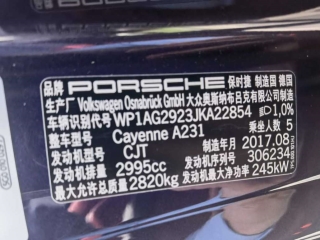 品牌 PORSCHE 保时捷 制造国 德国
生产厂 Volkswagen Osnabrück GmbH 大众奥斯纳布吕克有限公司
车辆识别代号 WP1AG2923JKA22854 1,0%
整车型号 Cayenne A231 乘坐人数 5
发动机型号 CJT 制造年月 2017.08
发动机排量 2995cc 发动机序列号 306234
最大允许总质量 2820kg 发动机最大净功率 245kW